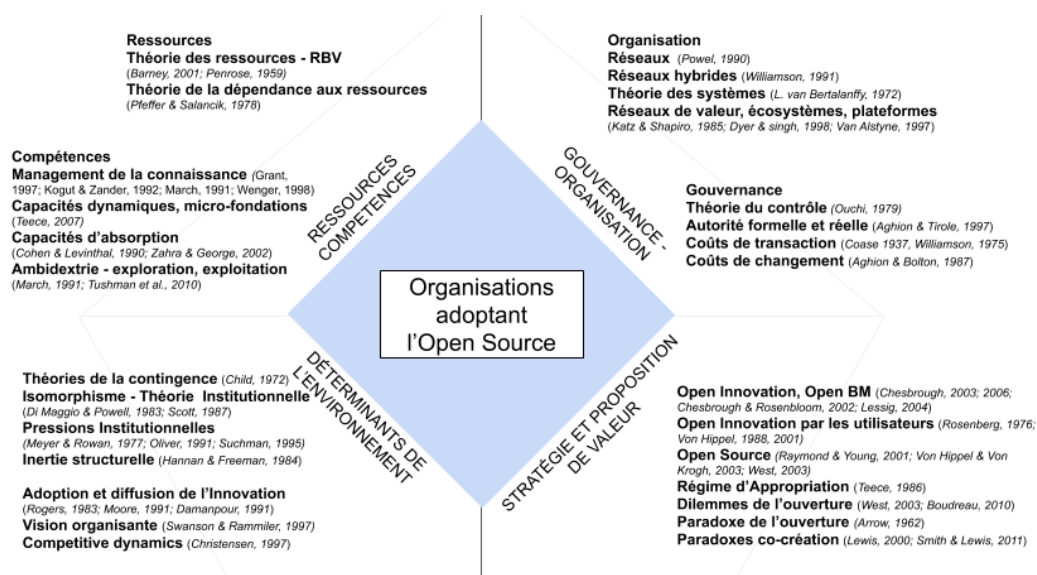 Ressources
Théorie des ressources - RBV
(Barney, 2001; Penrose, 1959)
Théorie de la dépendance aux ressources
(Pfeffer & Salancik, 1978)
Compétences
Management de la connaissance (Grant,
1997; Kogut & Zander, 1992; March, 1991; Wenger, 1998)
Capacités dynamiques, micro-fondations
(Teece, 2007)
Capacités d’absorption
(Cohen & Levinthal, 1990; Zahra & George, 2002)
Ambidextrie - exploration, exploitation
(March, 1991; Tushman et al., 2010)
RESSOURCES
COMPETENCES
Organisation
Réseaux (Powel, 1990)
Réseaux hybrides (Williamson, 1991)
Théorie des systèmes (L. van Bertalanffy, 1972)
Réseaux de valeur, écosystèmes, plateformes
(Katz & Shapiro, 1985; Dyer & singh, 1998; Van Alstyne, 1997)
GOUVERNANCE -
ORGANISATION
Gouvernance
Théorie du contrôle (Ouchi, 1979)
Autorité formelle et réelle (Aghion & Tirole, 1997)
Coûts de transaction (Coase 1937, Williamson, 1975)
Coûts de changement (Aghion & Bolton, 1987)
Organisations
adoptant
l’Open Source
Théories de la contingence (Child, 1972)
Isomorphisme - Théorie Institutionnelle
(Di Maggio & Powell, 1983; Scott, 1987)
Pressions Institutionnelles
(Meyer & Rowan, 1977; Oliver, 1991; Suchman, 1995)
Inertie structurelle (Hannan & Freeman, 1984)
Adoption et diffusion de l’Innovation
(Rogers, 1983; Moore, 1991; Damanpour, 1991)
Vision organisante (Swanson & Rammiler, 1997)
Competitive dynamics (Christensen, 1997)
DÉTERMINANTS DE
L’ENVIRONNEMENT
STRATÉGIE ET PROPOSITION
DE VALEUR
Open Innovation, Open BM (Chesbrough, 2003; 2006;
Chesbrough & Rosenbloom, 2002; Lessig, 2004)
Open Innovation par les utilisateurs (Rosenberg, 1976;
Von Hippel, 1988, 2001)
Open Source (Raymond & Young, 2001; Von Hippel & Von
Krogh, 2003; West, 2003)
Régime d’Appropriation (Teece, 1986)
Dilemmes de l’ouverture (West, 2003; Boudreau, 2010)
Paradoxe de l’ouverture (Arrow, 1962)
Paradoxes co-création (Lewis, 2000; Smith & Lewis, 2011)